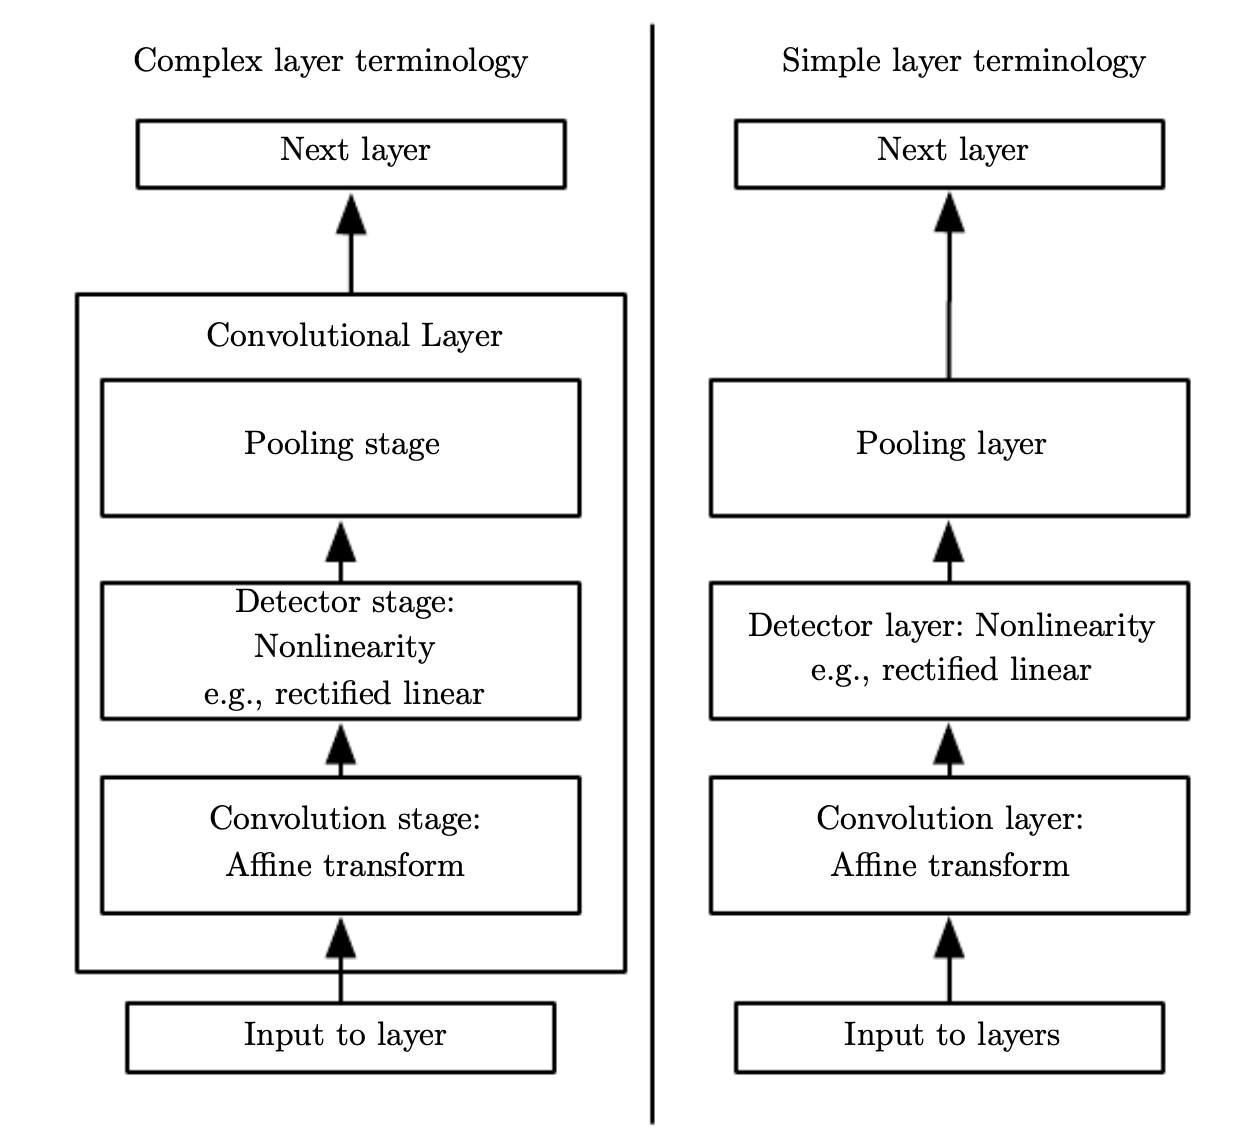 Complex layer terminology
Next layer
Convolutional Layer
Pooling stage
Detector stage:
Nonlinearity
e.g., rectified linear
Convolution stage:
Affine transform
Input to layer
Simple layer terminology
Next layer
Pooling layer
Detector layer: Nonlinearity
e.g., rectified linear
Convolution layer:
Affine transform
Input to layers